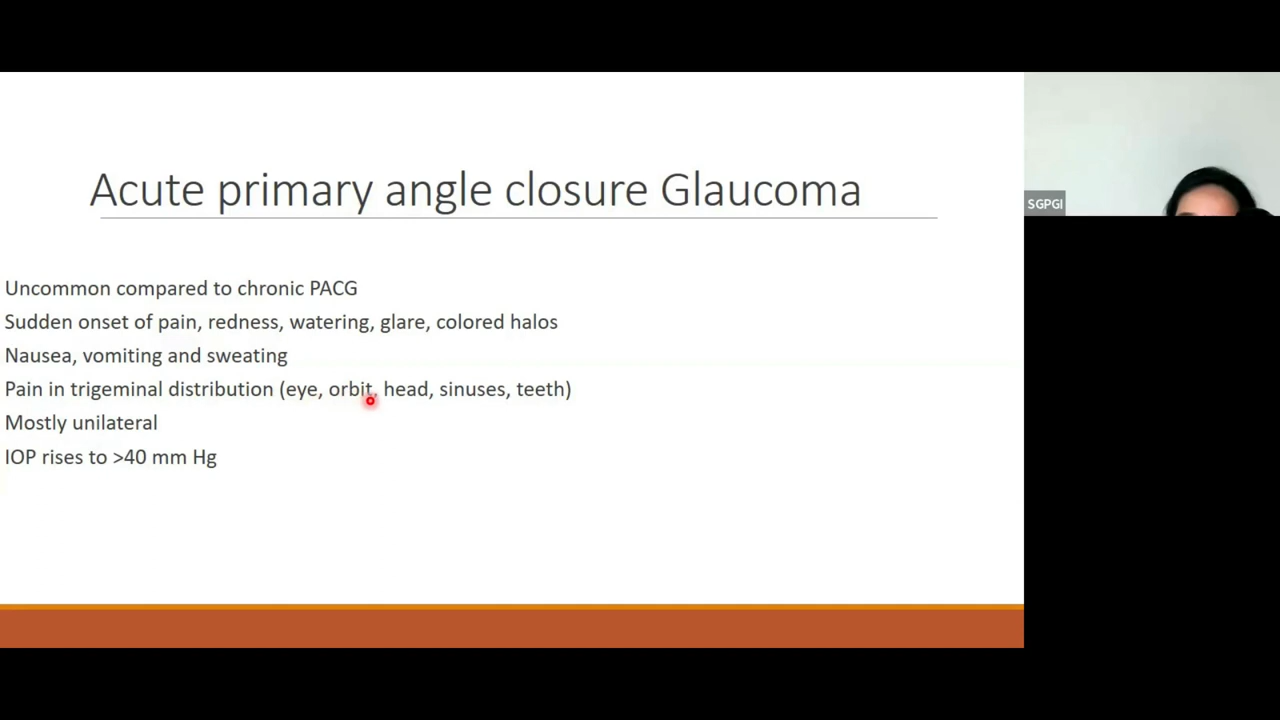 Acute primary angle closure Glaucoma
SGPGI
Uncommon compared to chronic PACG
Sudden onset of pain, redness, watering, glare, colored halos
Nausea, vomiting and sweating
Pain in trigeminal distribution (eye, orbit, head, sinuses, teeth)
Mostly unilateral
IOP rises to >40 mm Hg